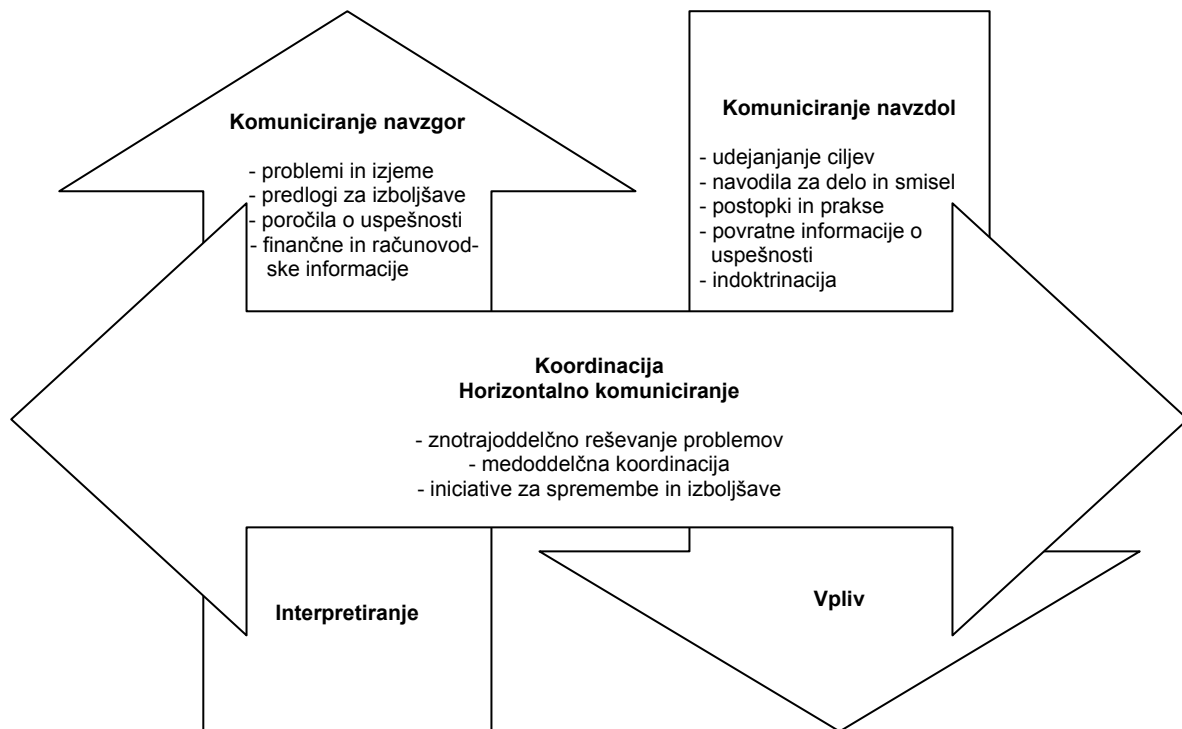 Komuniciranje navzgor
- problemi in izjeme
- predlogi za izboljšave
- poročila o uspešnosti
- finančne in računovod-
ske informacije
Komuniciranje navzdol
- udejanjanje ciljev
- navodila za delo in smisel
- postopki in prakse
- povratne informacije o
uspešnosti
- indoktrinacija
Koordinacija
Horizontalno komuniciranje
- znotrajoddelčno reševanje problemov
- medoddelčna koordinacija
- iniciative za spremembe in izboljšave
Interpretiranje
Vpliv